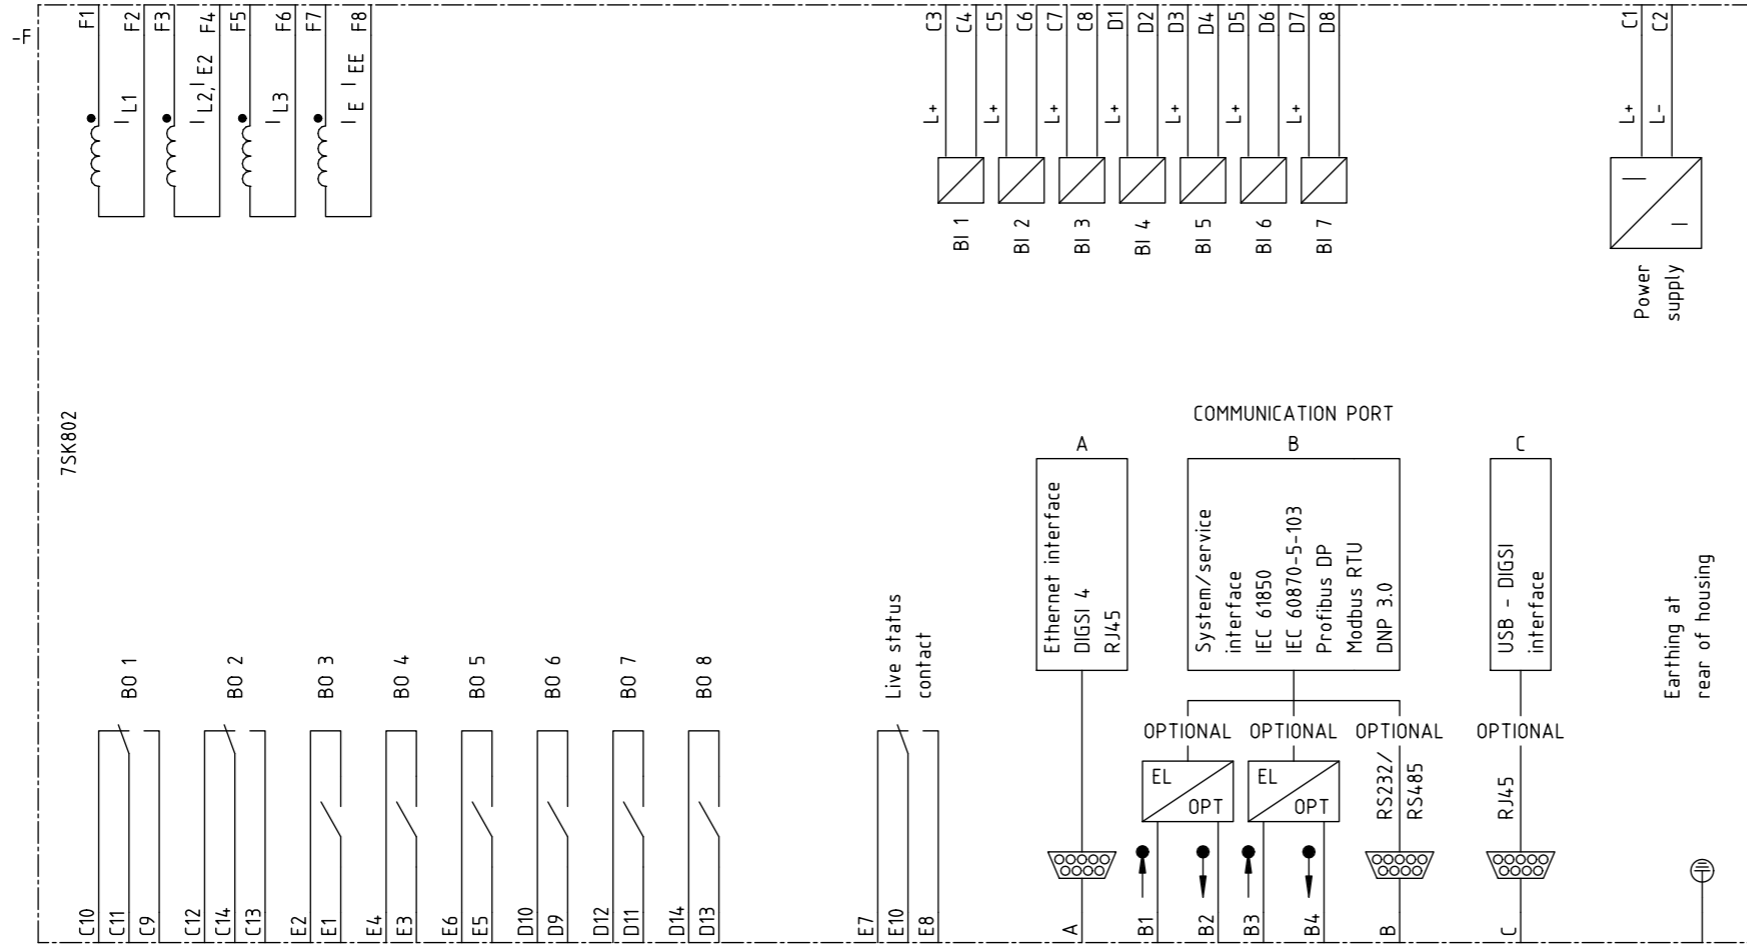 -F
F1
F2
F3
F4
F5
F6
F7
F8
I L1
I L2, I E2
I L3
I E I EE
C3
C4
C5
C6
C7
C8
D1
D2
D3
D4
D5
D6
D7
D8
C1
C2
L+
L+
L+
L+
L+
L+
L+
L+
L-
BI 1
BI 2
BI 3
BI 4
BI 5
BI 6
BI 7
Power
supply
7SK802
COMMUNICATION PORT
A
B
C
Ethernet interface
DIGSI 4
RJ45
System/service
interface
IEC 61850
IEC 60870-5-103
Profibus DP
Modbus RTU
DNP 3.0
USB - DIGSI
interface
Earthing at
rear of housing
BO 1
BO 2
BO 3
BO 4
BO 5
BO 6
BO 7
BO 8
Live status
contact
OPTIONAL
OPTIONAL
OPTIONAL
OPTIONAL
EL
OPT
EL
OPT
RS232/
RS485
RJ45
C10
C11
C9
C12
C14
C13
E2
E1
E4
E3
E6
E5
D10
D9
D12
D11
D14
D13
E7
E10
E8
A
B1
B2
B3
B4
B
C